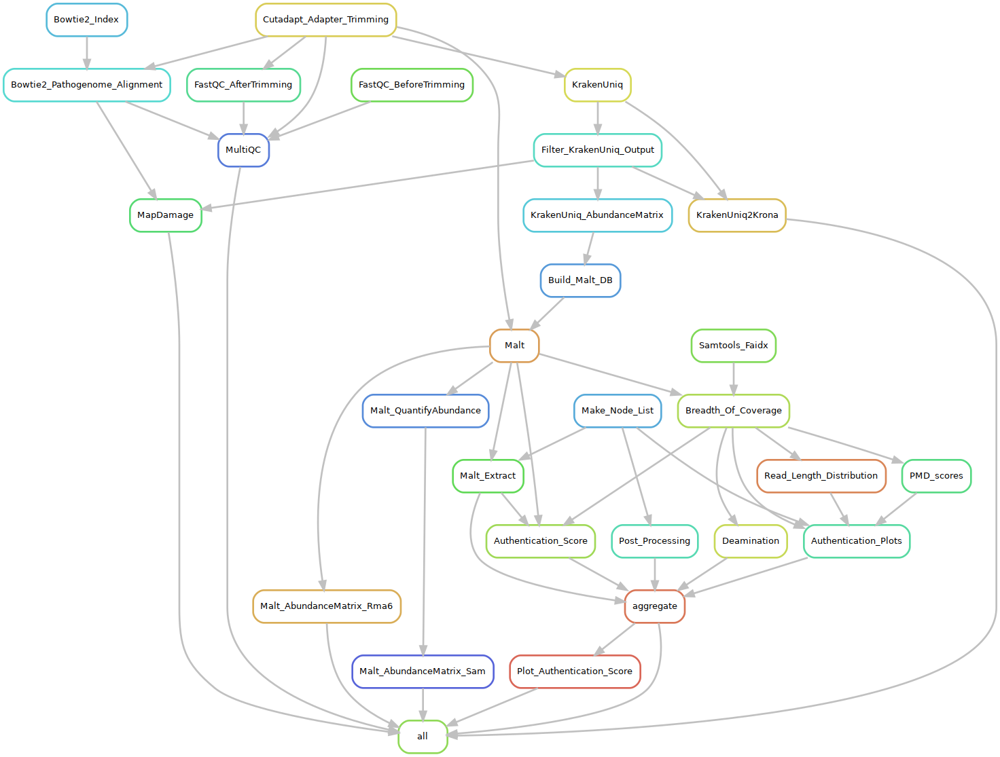 Bowtie2_Index
Cutadapt_Adapter_Trimming
Bowtie2_Pathogenome_Alignment
FastQC_AfterTrimming
FastQC_BeforeTrimming
KrakenUniq
MultiQC
Filter_KrakenUniq_Output
MapDamage
KrakenUniq_AbundanceMatrix
KrakenUniq2Krona
Build_Malt_DB
Malt
Samtools_Faidx
Malt_QuantifyAbundance
Make_Node_List
Breadth_Of_Coverage
Malt_Extract
Read_Length_Distribution
PMD_scores
Authentication_Score
Post_Processing
Deamination
Authentication_Plots
Malt_AbundanceMatrix_Rma6
aggregate
Malt_AbundanceMatrix_Sam
Plot_Authentication_Score
all